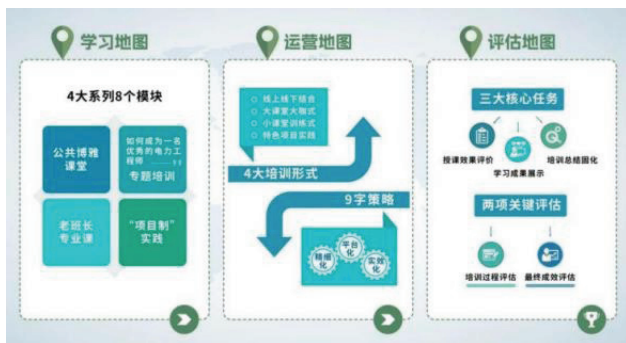 学习地图
4大系列8个模块
公共博雅
课堂
如何成为一名
优秀的电力工
程师——
专题培训
老班长
专业课
“项目制”
实践
运营地图
线上线下结合
大课堂大咖式
小课堂训练式
特色项目实践
4大培训形式
9字策略
精细
化
平台
化
实效
化
评估地图
三大核心任务
授课效果评价
学习成果展示
培训总结固化
两项关键评估
培训过程评估
最终成效评估